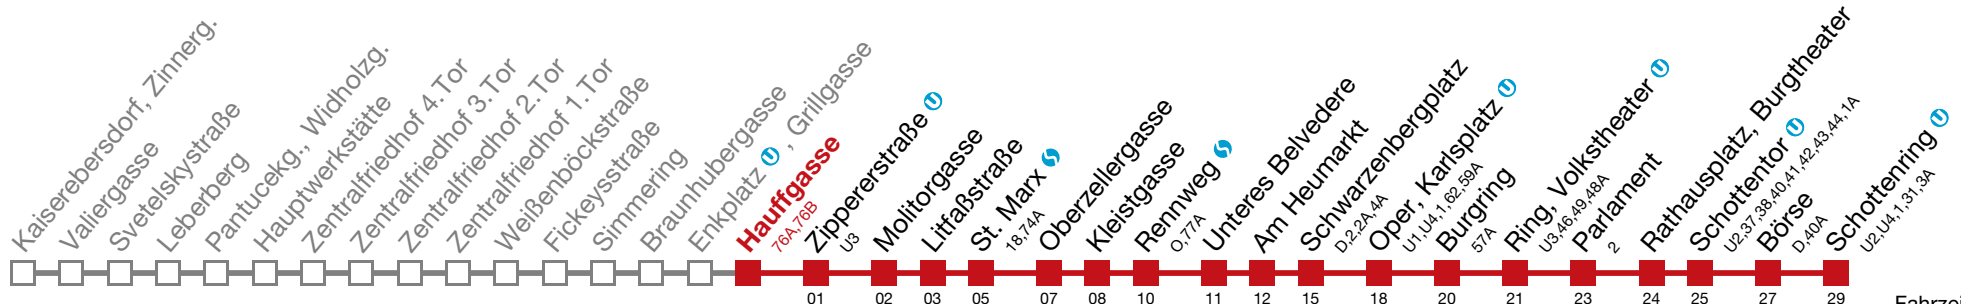 Kaiserebersdorf, Zinnerg.
Valiergasse
Svetelskystraße
Leberberg
Pantucekg., Widholzg.
Hauptwerkstätte
Zentralfriedhof 4.Tor
Zentralfriedhof 3.Tor
Zentralfriedhof 2.Tor
Zentralfriedhof 1.Tor
Weißenböckstraße
Fickeysstraße
Simmering
Braunhubergasse
Enkplatz U, Grillgasse
Hauffgasse
76A,76B
Zippererstraße U
U3
Molitorgasse
Litfaßstraße
St. Marx S
18,74A
Oberzellergasse
Kleistgasse
Rennweg S
O,77A
Unteres Belvedere
Am Heumarkt
Schwarzenbergplatz
D,2,2A,4A
Oper, Karlsplatz U
U1,U4,1,62,59A
Burgring
57A
Ring, Volkstheater U
U3,46,49,48A
Parlament
2
Rathausplatz, Burgtheater
Schottentor U
U2,37,38,40,41,42,43,44,1A
Börse
D,40A
Schottenring U
U2,U4,1,31,3A
01 02 03 05 07 08 10 11 12 15 18 20 21 23 24 25 27 29